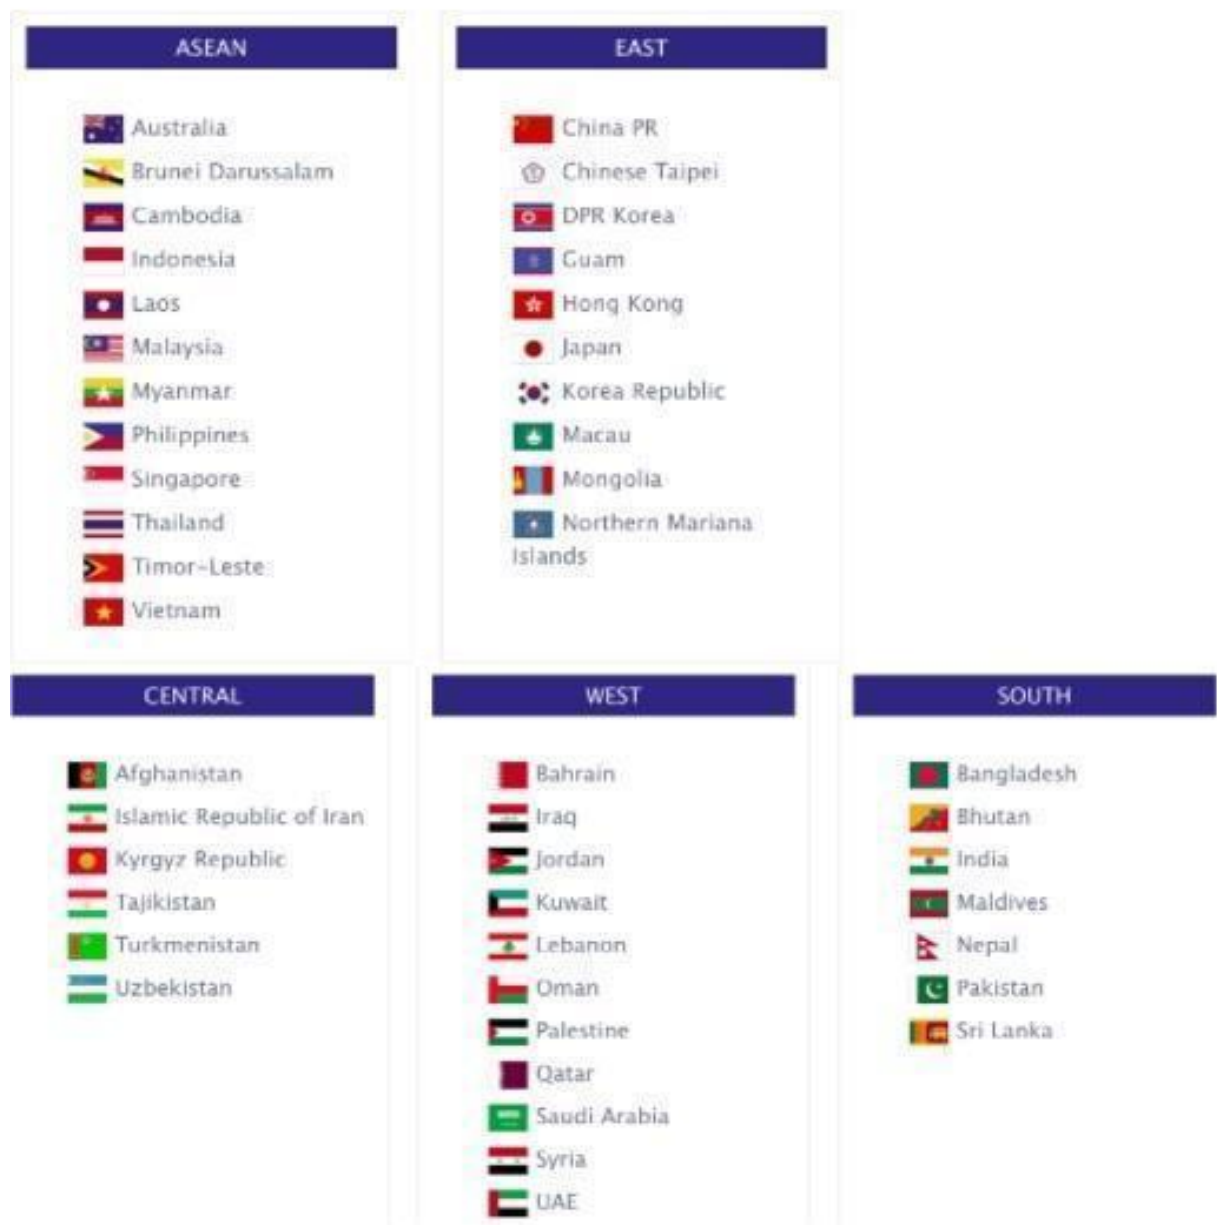 ASEAN
Australia
Brunei Darussalam
Cambodia
Indonesia
Laos
Malaysia
Myanmar
Philippines
Singapore
Thailand
Timor-Leste
Vietnam
EAST
China PR
Chinese Taipei
DPR Korea
Guam
Hong Kong
Japan
Korea Republic
Macau
Mongolia
Northern Mariana
Islands
CENTRAL
Afghanistan
Islamic Republic of Iran
Kyrgyz Republic
Tajikistan
Turkmenistan
Uzbekistan
WEST
Bahrain
Iraq
Jordan
Kuwait
Lebanon
Oman
Palestine
Qatar
Saudi Arabia
Syria
UAE
SOUTH
Bangladesh
Bhutan
India
Maldives
Nepal
Pakistan
Sri Lanka